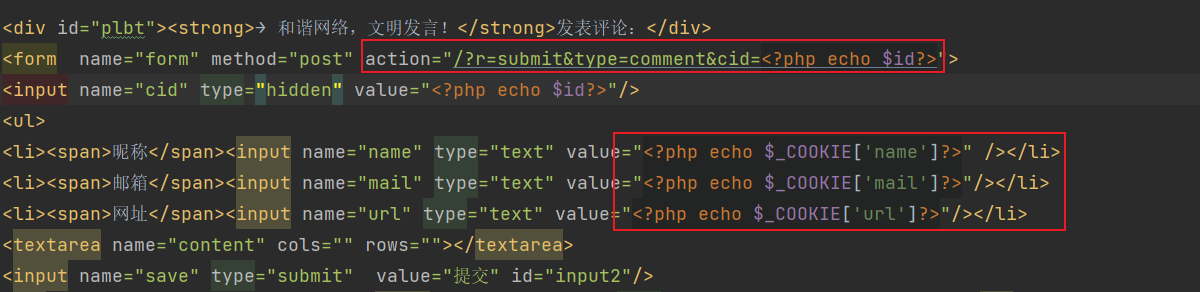 <div id="plbt"><strong>→ 和谐网络，文明发言！</strong>发表评论：</div>
<form  name="form" method="post" action="/?r=submit&type=comment&cid=<?php echo $id?>">
<input name="cid" type="hidden" value="<?php echo $id?>"/>
<ul>
<li><span>昵称</span><input name="name" type="text" value="<?php echo $_COOKIE['name']?>" /></li>
<li><span>邮箱</span><input name="mail" type="text" value="<?php echo $_COOKIE['mail']?>"/></li>
<li><span>网址</span><input name="url" type="text" value="<?php echo $_COOKIE['url']?>"/></li>
<textarea name="content" cols="" rows=""></textarea>
<input name="save" type="submit"  value="提交" id="input2"/>